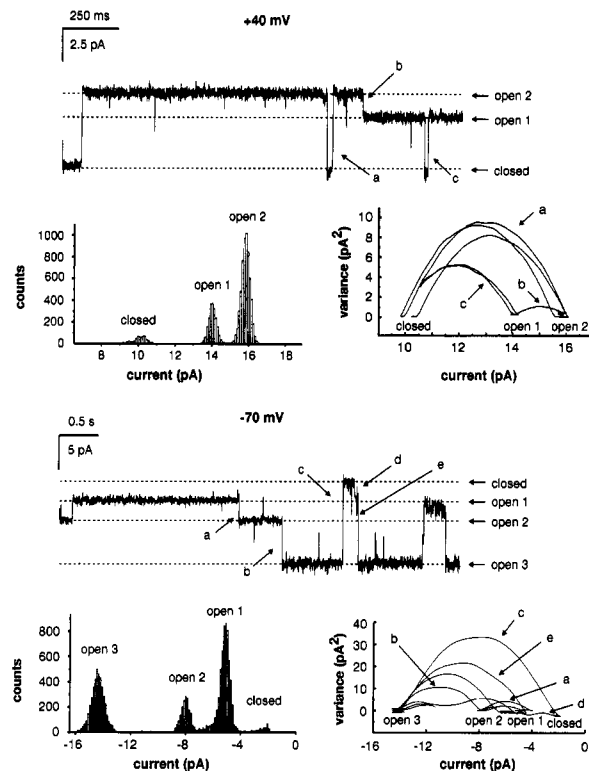 250 ms
2.5 pA
+40 mV
b
open 2
open 1
closed
a
c
counts
1000
800
600
400
200
0
closed
open 1
open 2
8 10 12 14 16 18
current (pA)
variance (pA²)
10
8
6
4
2
0
a
b
c
closed
open 1
open 2
10 11 12 13 14 15 16
current (pA)
0.5 s
5 pA
-70 mV
c
d
e
closed
open 1
open 2
a
b
open 3
counts
800
600
400
200
0
open 3
open 2
open 1
closed
-16 -12 -8 -4 0
current (pA)
variance (pA²)
40
30
20
10
0
b
c
e
a
d
open 3
open 2
open 1
closed
-16 -12 -8 -4 0
current (pA)